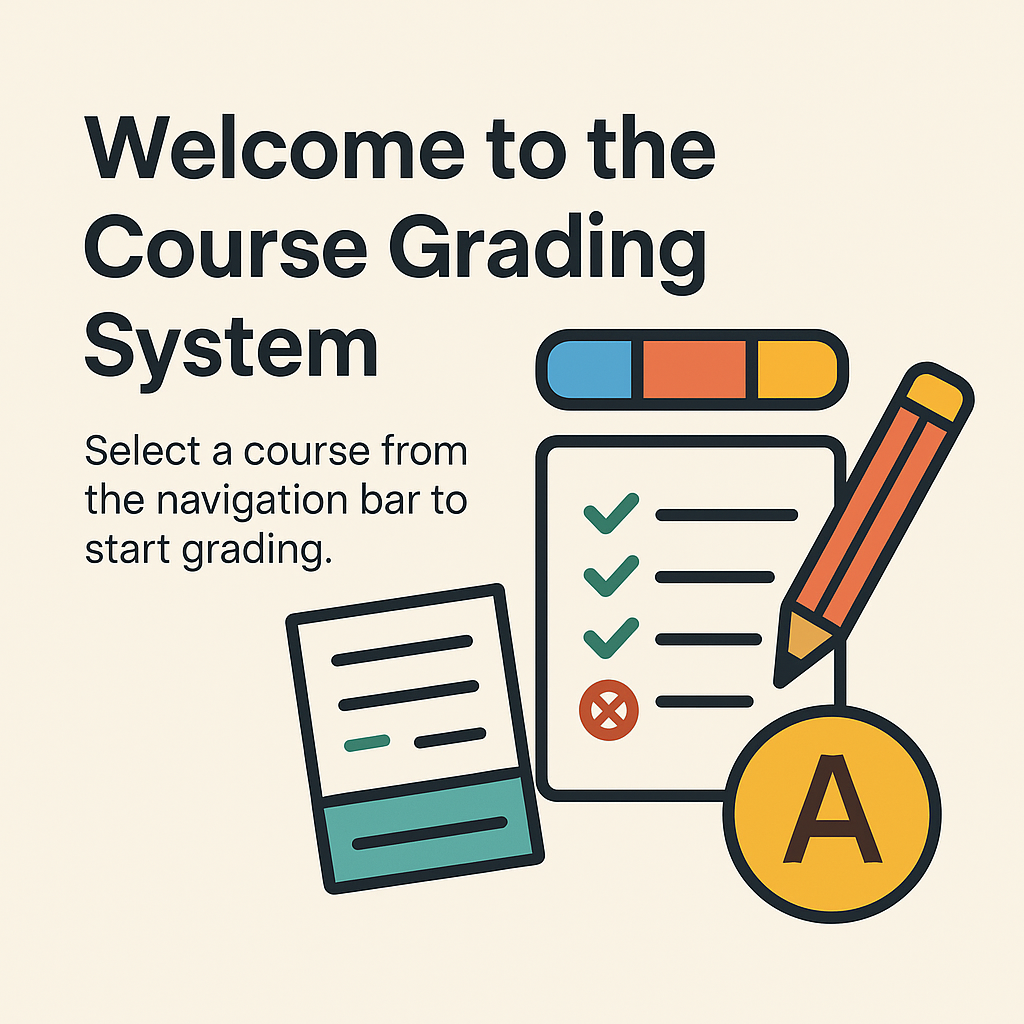 Welcome to the
Course Grading
System
Select a course from
the navigation bar to
start grading.
A